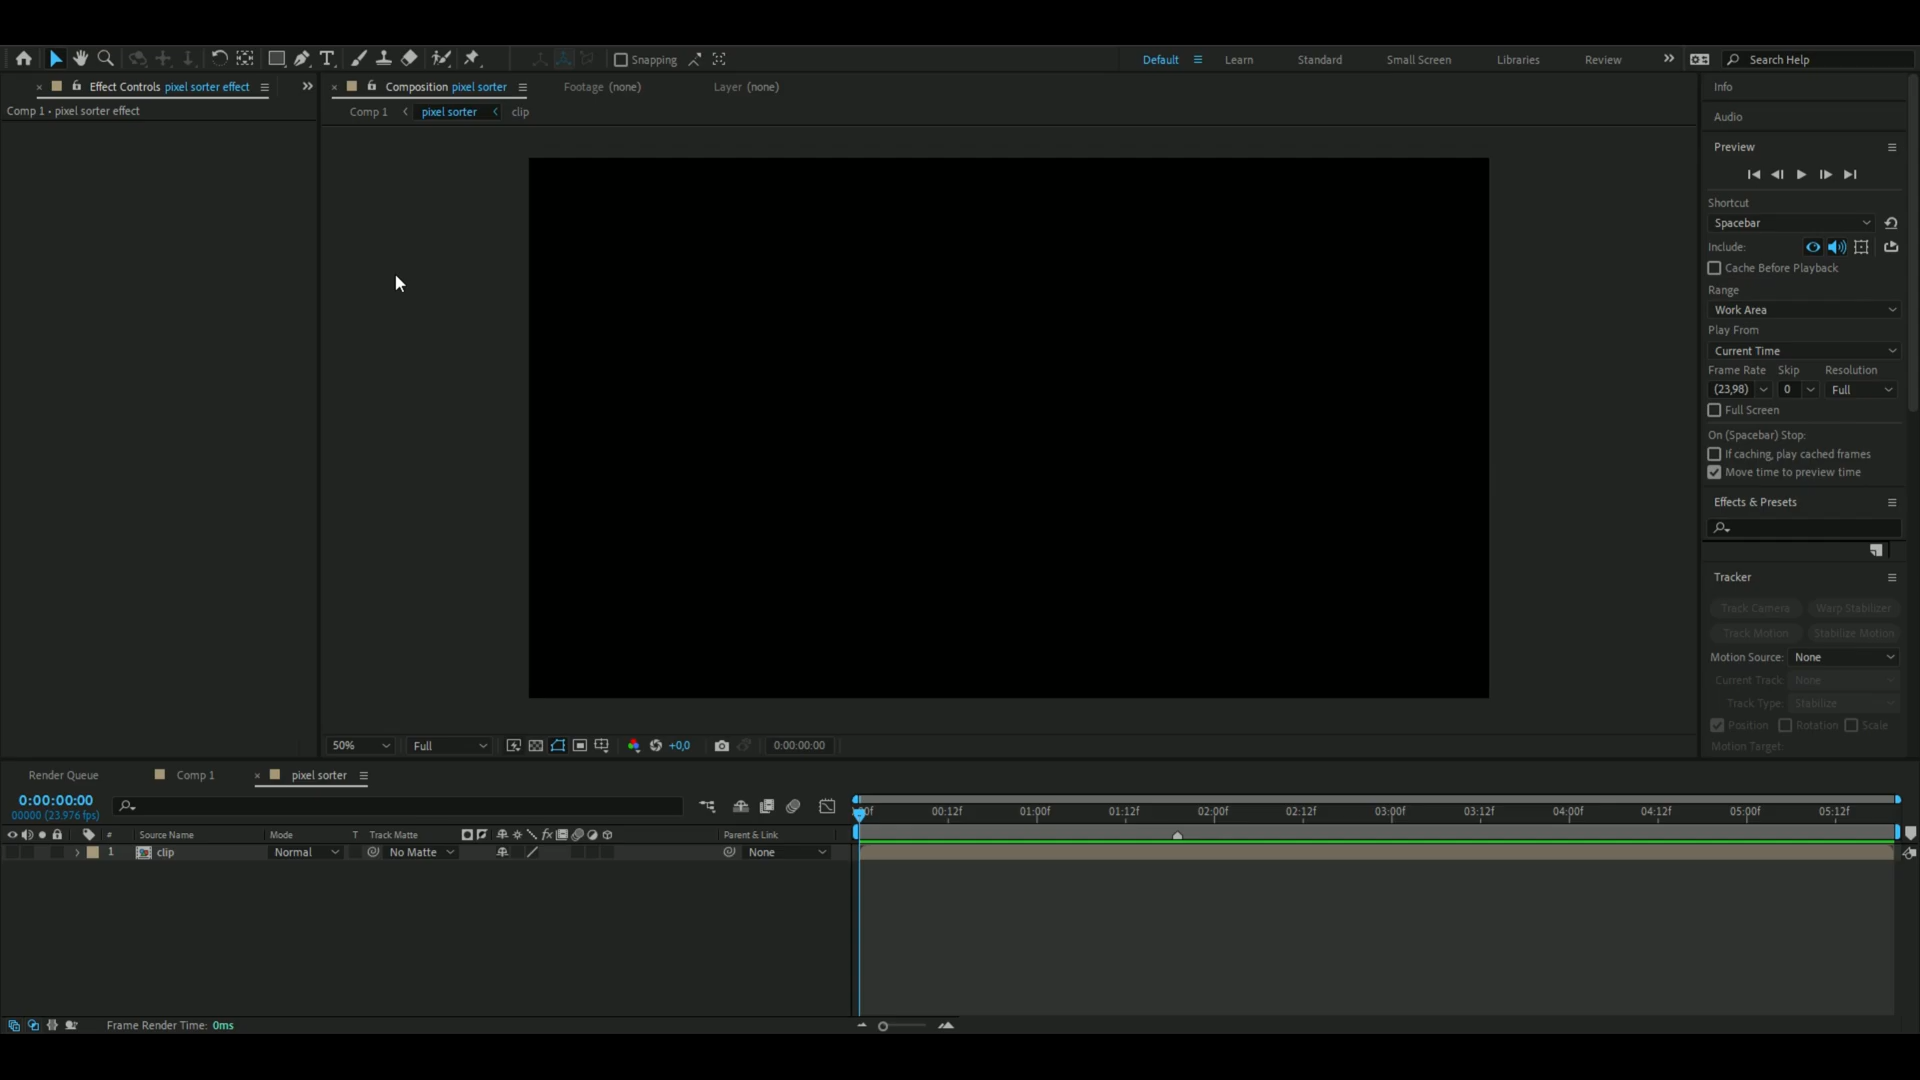 Snapping
Default
Learn
Standard
Small Screen
Libraries
Review
Search Help
Effect Controls pixel sorter effect
Composition pixel sorter
Footage (none)
Layer (none)
Info
Comp 1 • pixel sorter effect
Comp 1
pixel sorter
clip
Audio
Preview
Shortcut
Spacebar
Include:
Cache Before Playback
Range
Work Area
Play From
Current Time
Frame Rate Skip Resolution
(23,98) 0 Full
Full Screen
On (Spacebar) Stop:
If caching, play cached frames
Move time to preview time
Effects & Presets
Tracker
Track Camera Warp Stabilizer
Track Motion Stabilize Motion
Motion Source: None
Current Track: None
Track Type: Stabilize
Position Rotation Scale
Motion Target:
50% Full +0,0 0:00:00:00
Render Queue Comp 1 pixel sorter
0:00:00:00
00000 (23.976 fps)
00:12f 01:00f 01:12f 02:00f 02:12f 03:00f 03:12f 04:00f 04:12f 05:00f 05:12f
# Source Name Mode T Track Matte fx Parent & Link
1 clip Normal No Matte None
Frame Render Time: 0ms